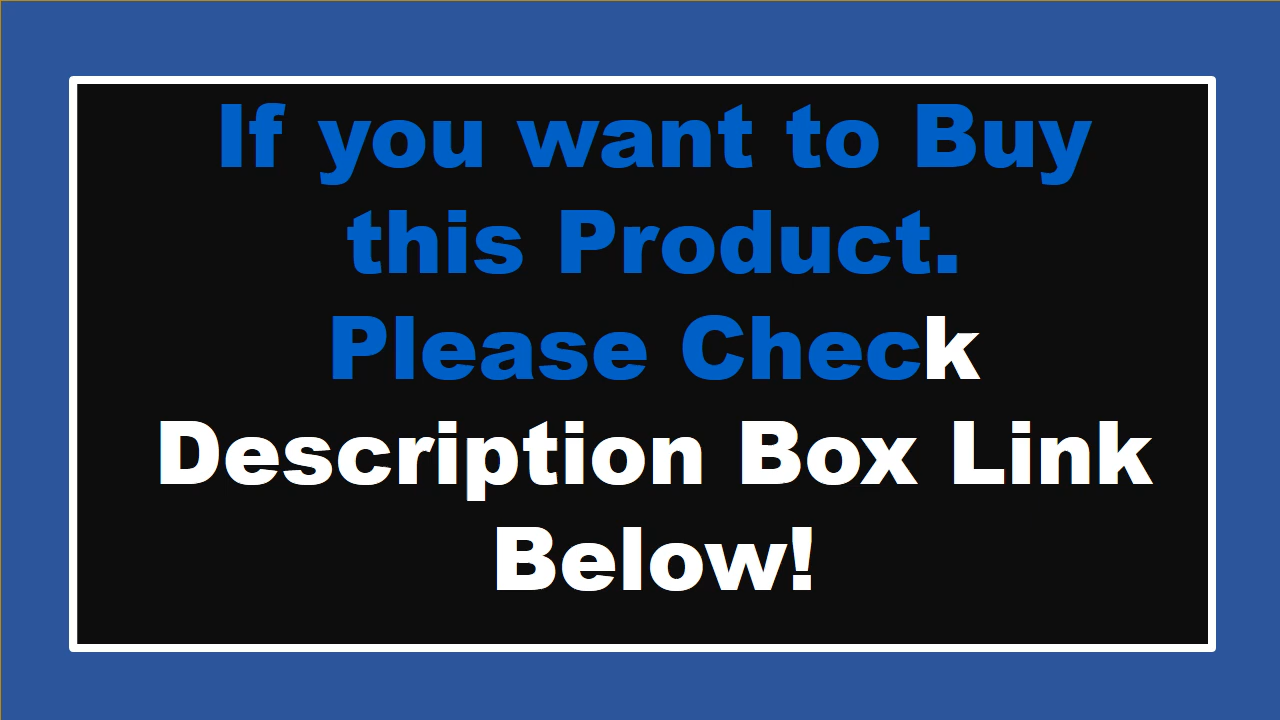 If you want to Buy
this Product.
Please Check
Description Box Link
Below!